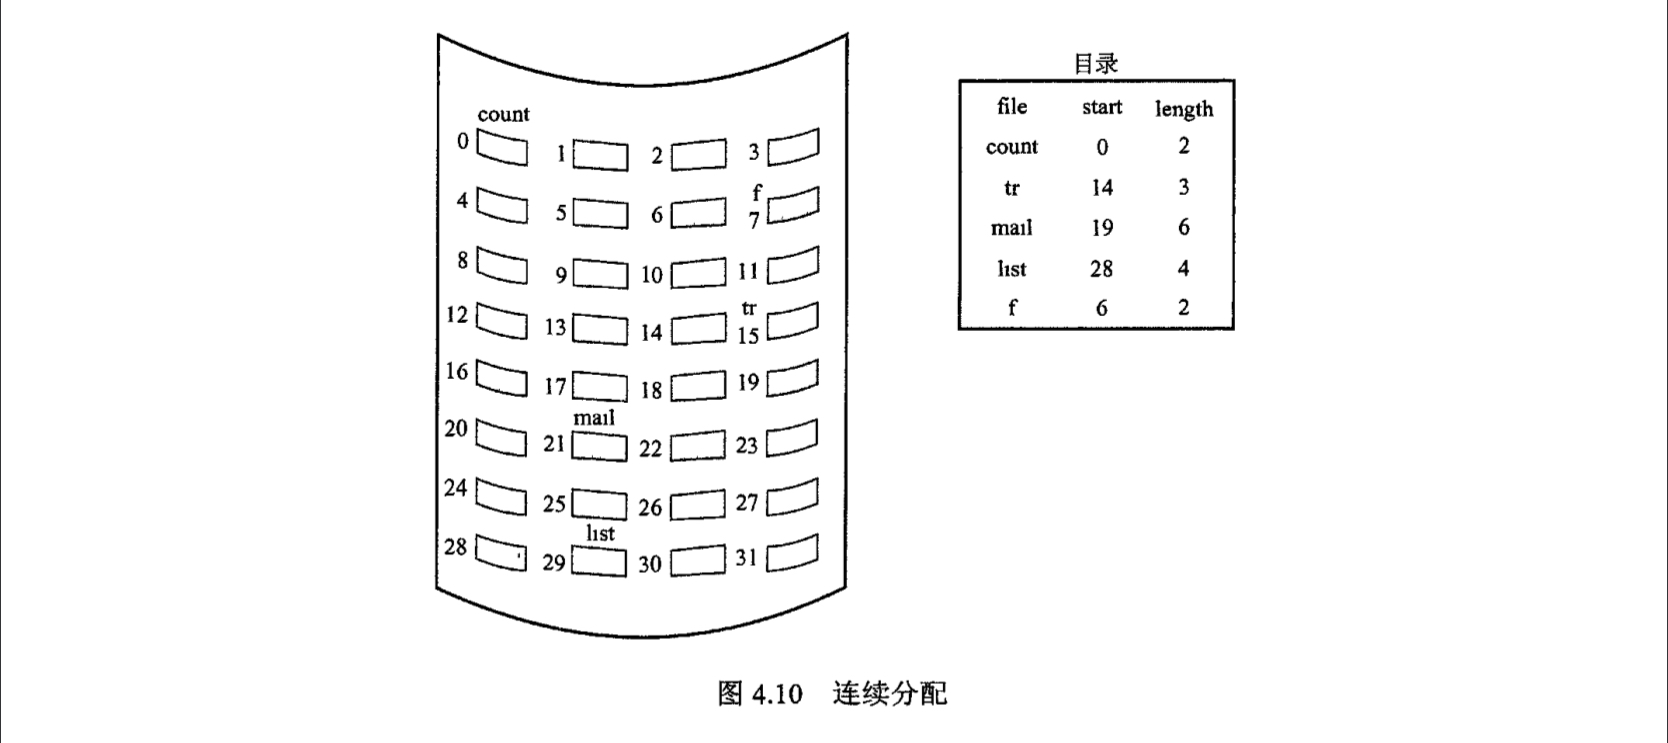 count
0 1 2 3
f
4 5 6 7
8 9 10 11
tr
12 13 14 15
16 17 18 19
mail
20 21 22 23
24 25 26 27
list
28 29 30 31
目录
file start length
count 0 2
tr 14 3
mail 19 6
list 28 4
f 6 2
图 4.10 连续分配